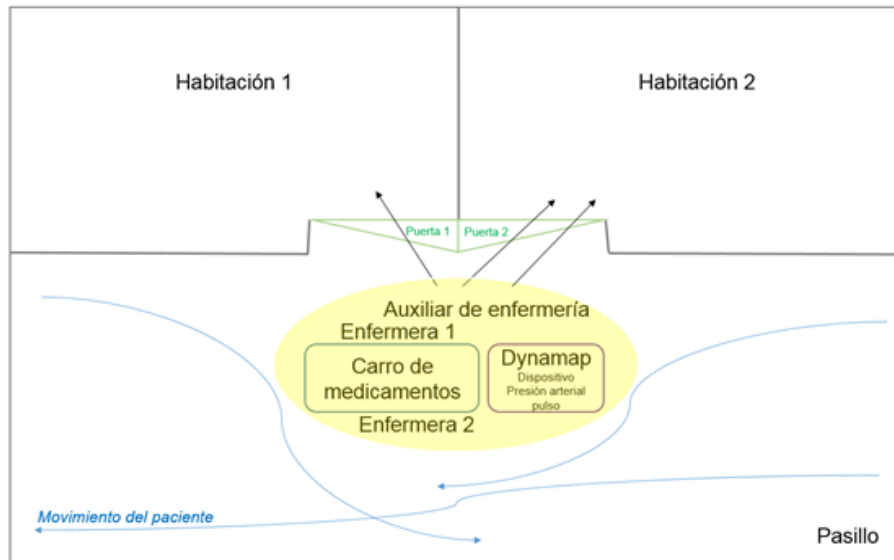 Habitación 1
Habitación 2
Puerta 1
Puerta 2
Auxiliar de enfermería
Enfermera 1
Carro de
medicamentos
Dynamap
Dispositivo
Presión arterial
pulso
Enfermera 2
Movimiento del paciente
Pasillo